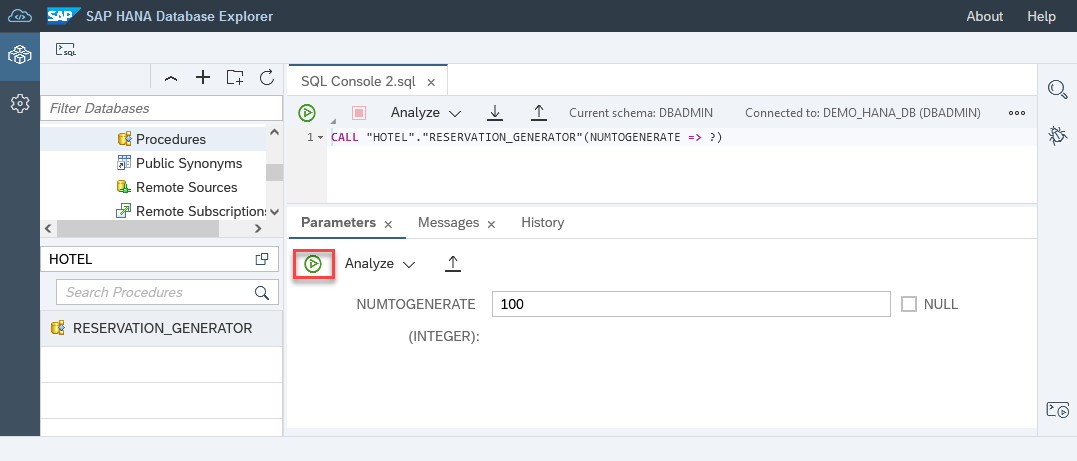 SAP SAP HANA Database Explorer About Help
SQL
Filter Databases
Procedures
Public Synonyms
Remote Sources
Remote Subscriptions
HOTEL
Search Procedures
RESERVATION_GENERATOR
SQL Console 2.sql ×
Analyze Current schema: DBADMIN Connected to: DEMO_HANA_DB (DBADMIN)
1 CALL "HOTEL"."RESERVATION_GENERATOR"(NUMTOGENERATE => ?)
Parameters × Messages × History
Analyze
NUMTOGENERATE 100 NULL
(INTEGER):